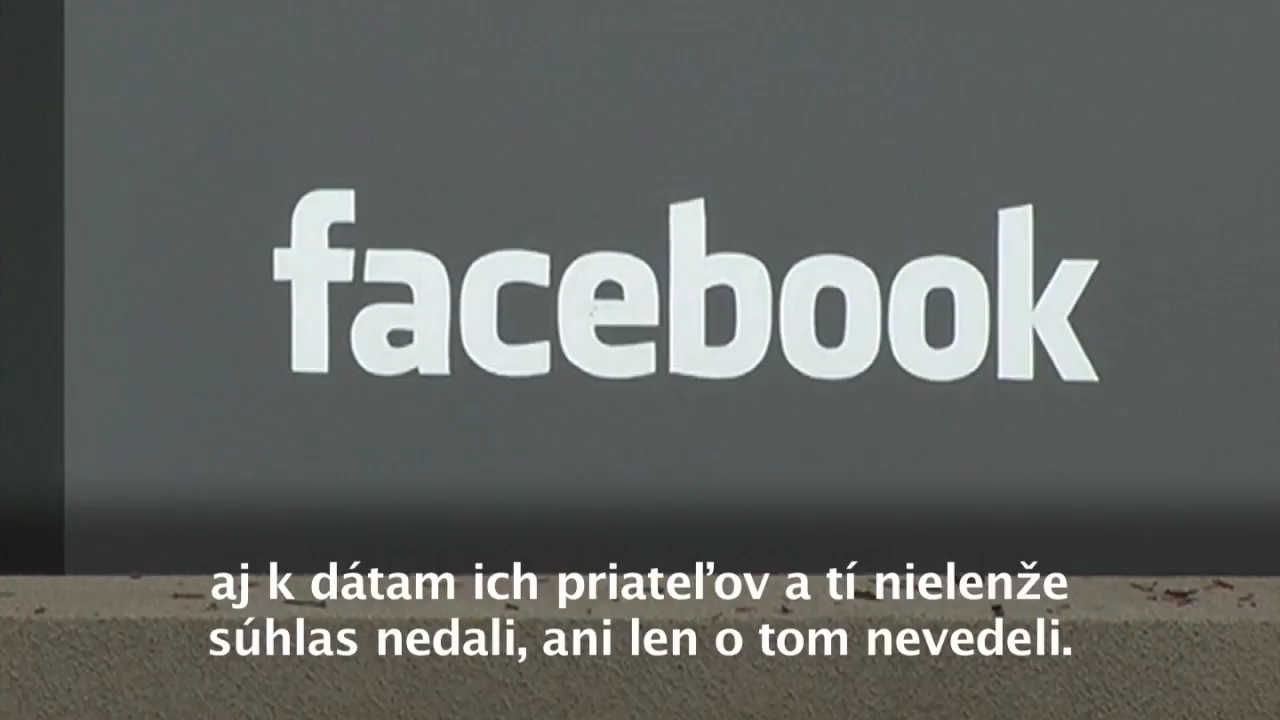 facebook
aj k dátam ich priateľov a tí nielenže
súhlas nedali, ani len o tom nevedeli.